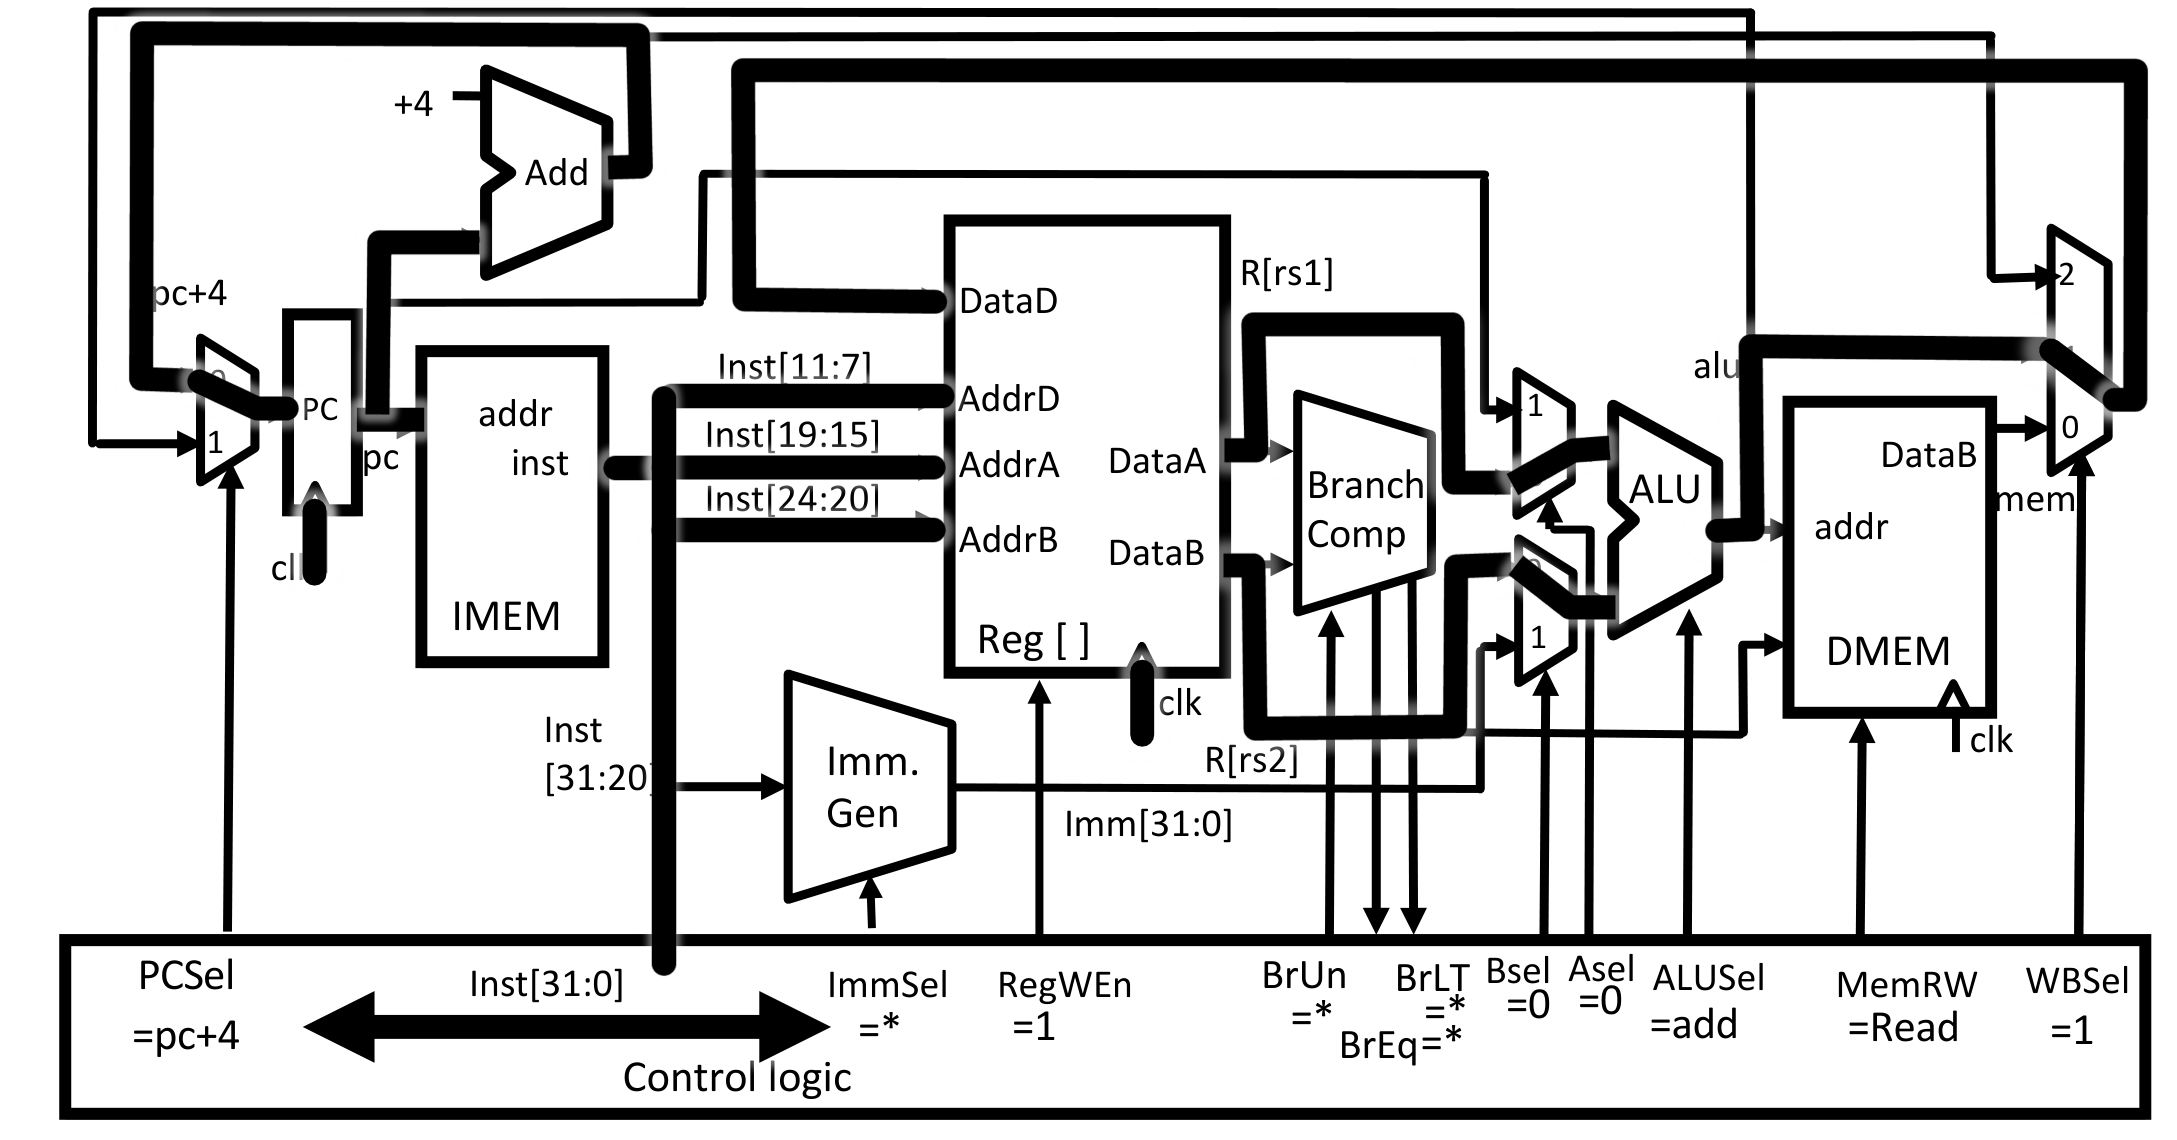 +4
Add
pc+4
2
R[rs1]
DataD
Inst[11:7]
alu
1
PC
AddrD
addr
inst
Inst[19:15]
AddrA
DataA
1
0
pc
DataB
mem
Branch
Comp
ALU
Inst[24:20]
AddrB
DataB
addr
cl
IMEM
Reg [ ]
1
DMEM
clk
clk
Inst
[31:20]
Imm.
Gen
R[rs2]
Imm[31:0]
PCSel
=pc+4
Inst[31:0]
Control logic
ImmSel
=*
RegWEn
=1
BrUn
=*
BrLT
=*
BrEq=*
Bsel
=0
Asel
=0
ALUSel
=add
MemRW
=Read
WBSel
=1